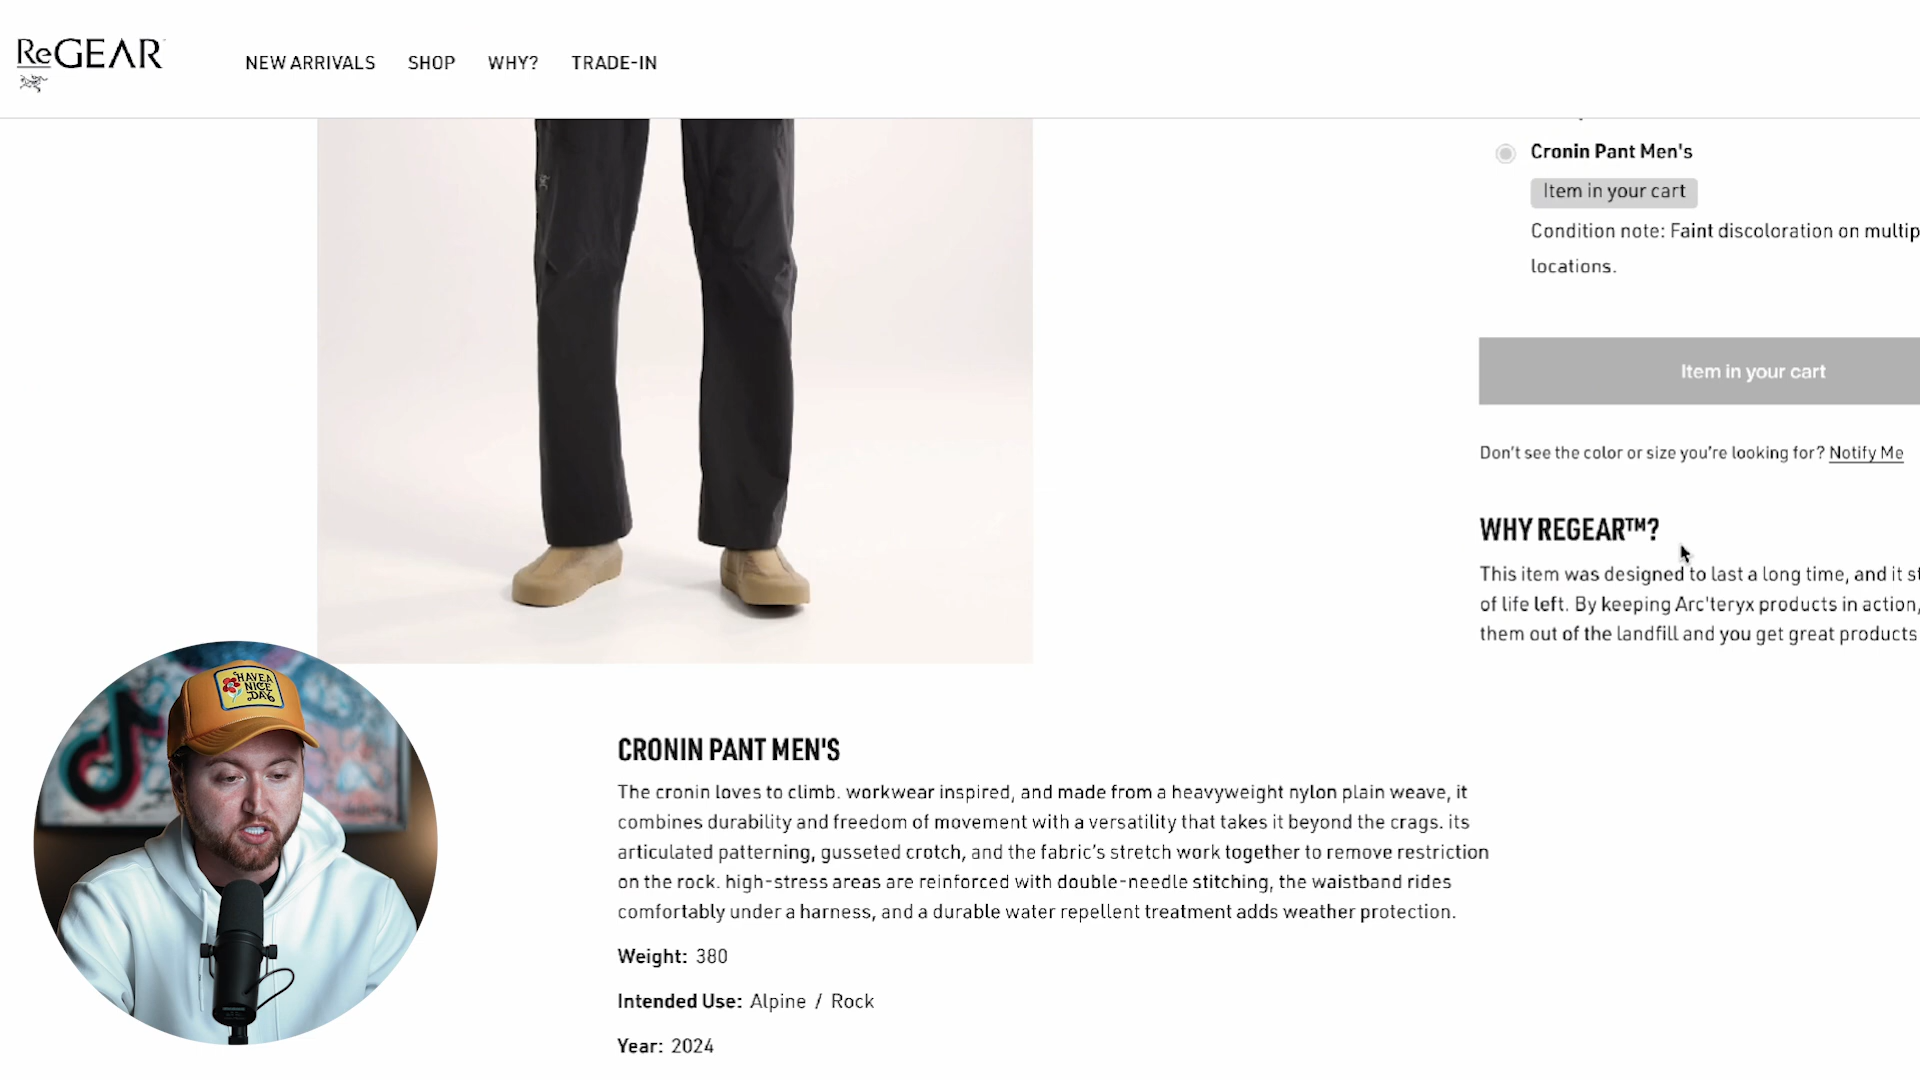 ReGEAR
NEW ARRIVALS SHOP WHY? TRADE-IN
Cronin Pant Men's
Item in your cart
Condition note: Faint discoloration on multip
locations.
Item in your cart
Don't see the color or size you're looking for? Notify Me
WHY REGEAR™?
This item was designed to last a long time, and it st
of life left. By keeping Arc'teryx products in action,
them out of the landfill and you get great products
HAVE A
NICE
DAY
CRONIN PANT MEN'S
The cronin loves to climb. workwear inspired, and made from a heavyweight nylon plain weave, it
combines durability and freedom of movement with a versatility that takes it beyond the crags. its
articulated patterning, gusseted crotch, and the fabric's stretch work together to remove restriction
on the rock. high-stress areas are reinforced with double-needle stitching, the waistband rides
comfortably under a harness, and a durable water repellent treatment adds weather protection.
Weight: 380
Intended Use: Alpine / Rock
Year: 2024